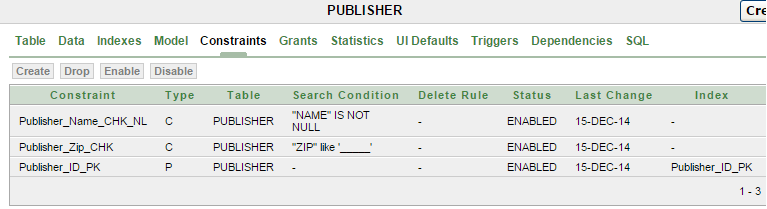 PUBLISHER
Cre
Table Data Indexes Model Constraints Grants Statistics UI Defaults Triggers Dependencies SQL
Create Drop Enable Disable
Constraint Type Table Search Condition Delete Rule Status Last Change Index
Publisher_Name_CHK_NL C PUBLISHER "NAME" IS NOT NULL - ENABLED 15-DEC-14 -
Publisher_Zip_CHK C PUBLISHER "ZIP" like '_____' - ENABLED 15-DEC-14 -
Publisher_ID_PK P PUBLISHER - - ENABLED 15-DEC-14 Publisher_ID_PK
1 - 3